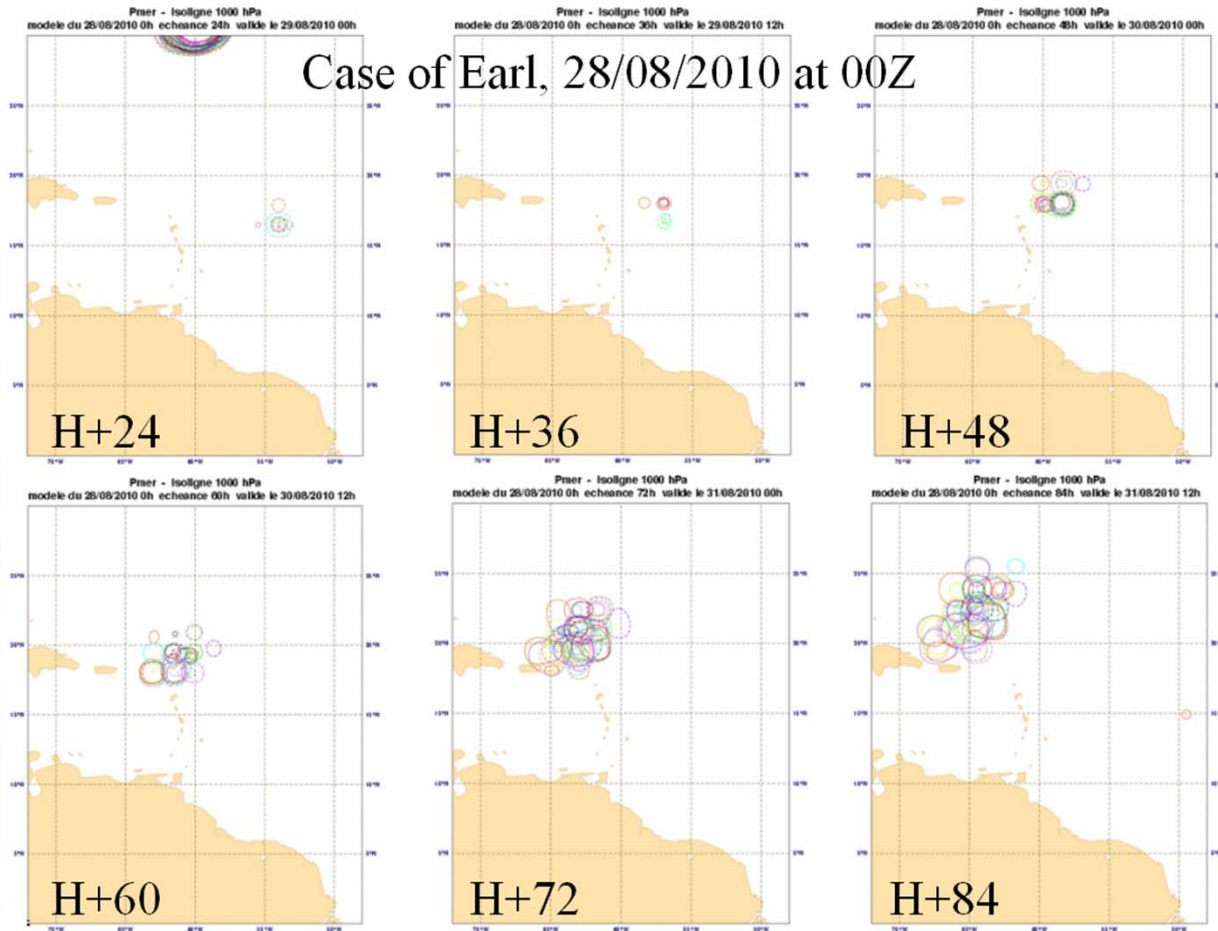 Pmer - Isoligne 1000 hPa
modele du 28/08/2010 0h echeance 24h valide le 29/08/2010 00h
Pmer - Isoligne 1000 hPa
modele du 28/08/2010 0h echeance 36h valide le 29/08/2010 12h
Pmer - Isoligne 1000 hPa
modele du 28/08/2010 0h echeance 48h valide le 30/08/2010 00h
Case of Earl, 28/08/2010 at 00Z
H+24
H+36
H+48
Pmer - Isoligne 1000 hPa
modele du 28/08/2010 0h echeance 60h valide le 30/08/2010 12h
Pmer - Isoligne 1000 hPa
modele du 28/08/2010 0h echeance 72h valide le 31/08/2010 00h
Pmer - Isoligne 1000 hPa
modele du 28/08/2010 0h echeance 84h valide le 31/08/2010 12h
H+60
H+72
H+84